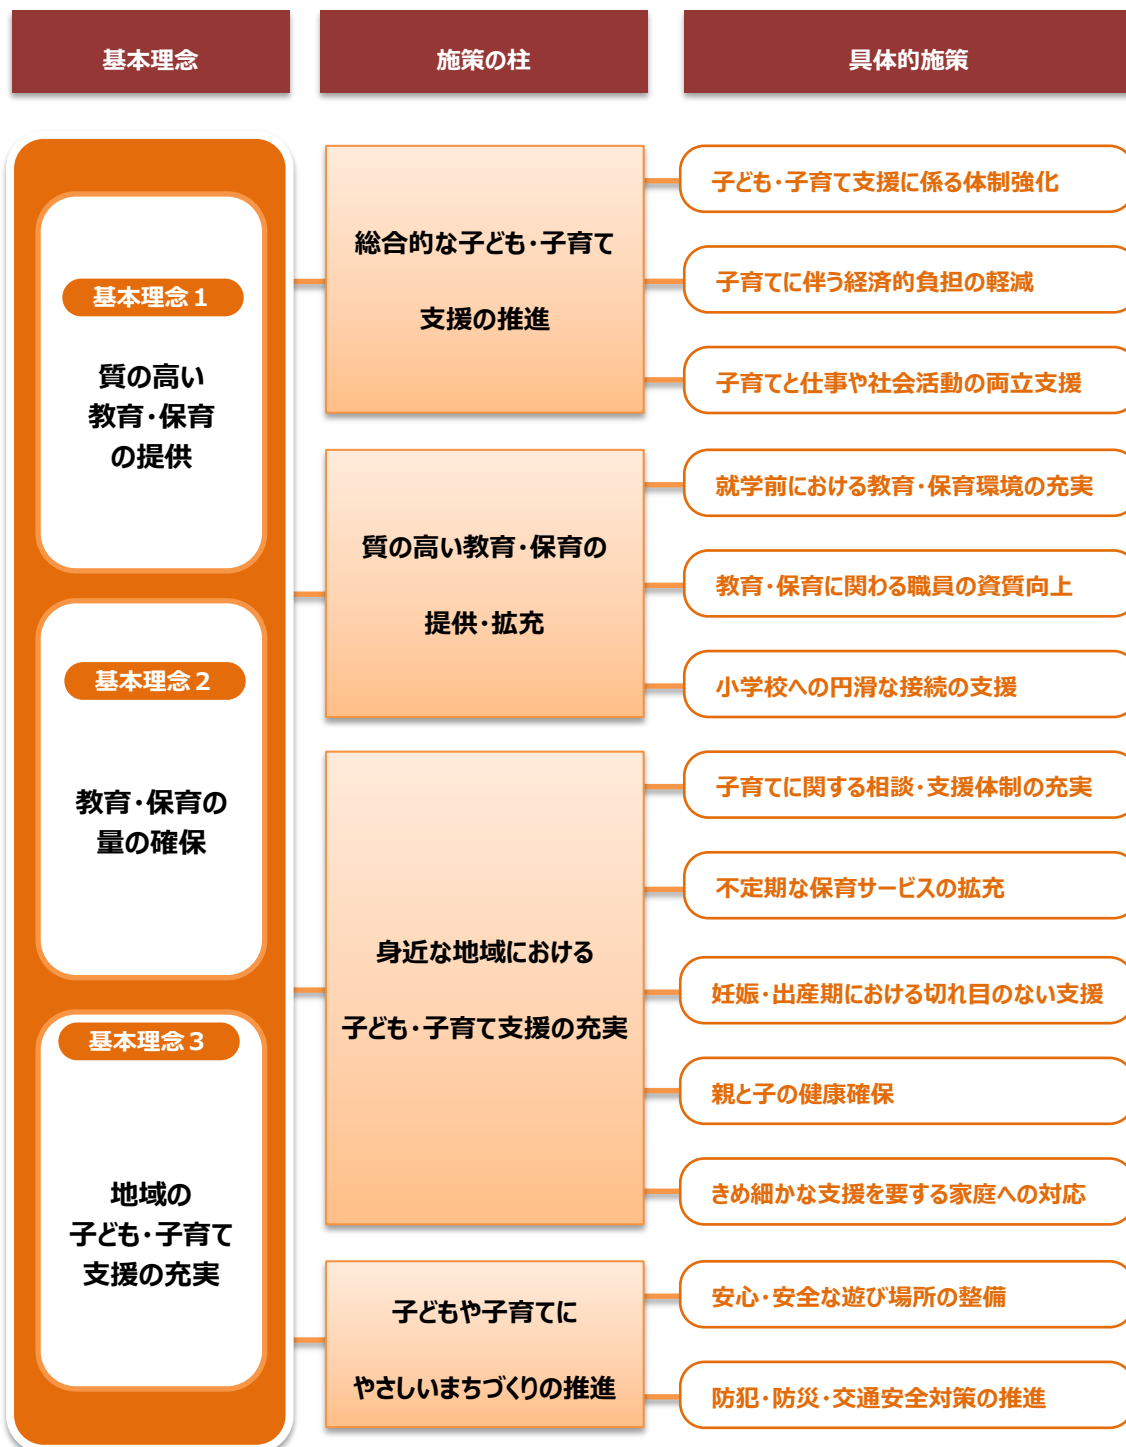 基本理念
施策の柱
具体的施策
基本理念1
質の高い
教育・保育
の提供
基本理念2
教育・保育の
量の確保
基本理念3
地域の
子ども・子育て
支援の充実
総合的な子ども・子育て
支援の推進
子ども・子育て支援に係る体制強化
子育てに伴う経済的負担の軽減
子育てと仕事や社会活動の両立支援
質の高い教育・保育の
提供・拡充
就学前における教育・保育環境の充実
教育・保育に関わる職員の資質向上
小学校への円滑な接続の支援
身近な地域における
子ども・子育て支援の充実
子育てに関する相談・支援体制の充実
不定期な保育サービスの拡充
妊娠・出産期における切れ目のない支援
親と子の健康確保
きめ細かな支援を要する家庭への対応
子どもや子育てに
やさしいまちづくりの推進
安心・安全な遊び場所の整備
防犯・防災・交通安全対策の推進